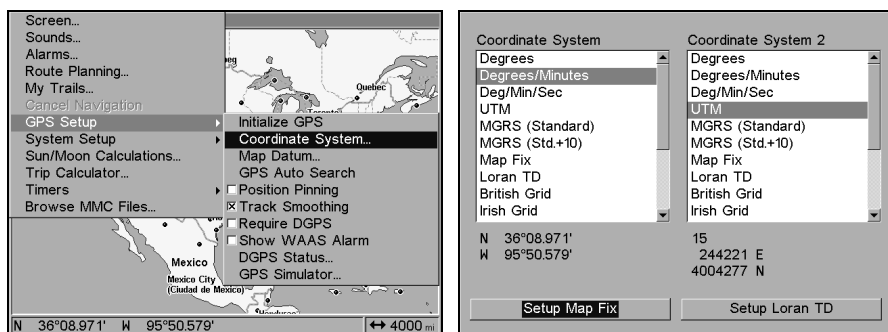 Screen...
Sounds...
Alarms...
Route Planning...
My Trails...
Cancel Navigation
GPS Setup
System Setup
Sun/Moon Calculations...
Trip Calculator...
Timers
Browse MMC Files...
Initialize GPS
Coordinate System...
Map Datum...
GPS Auto Search
Position Pinning
Track Smoothing
Require DGPS
Show WAAS Alarm
DGPS Status...
GPS Simulator...
Quebec
Toronto
Mexico
Mexico City
(Ciudad de Mexico)
Honduras
N 36°08.971' W 95°50.579'
4000 mi
Coordinate System
Degrees
Degrees/Minutes
Deg/Min/Sec
UTM
MGRS (Standard)
MGRS (Std.+10)
Map Fix
Loran TD
British Grid
Irish Grid
N 36°08.971'
W 95°50.579'
Setup Map Fix
Coordinate System 2
Degrees
Degrees/Minutes
Deg/Min/Sec
UTM
MGRS (Standard)
MGRS (Std.+10)
Map Fix
Loran TD
British Grid
Irish Grid
15
244221 E
4004277 N
Setup Loran TD